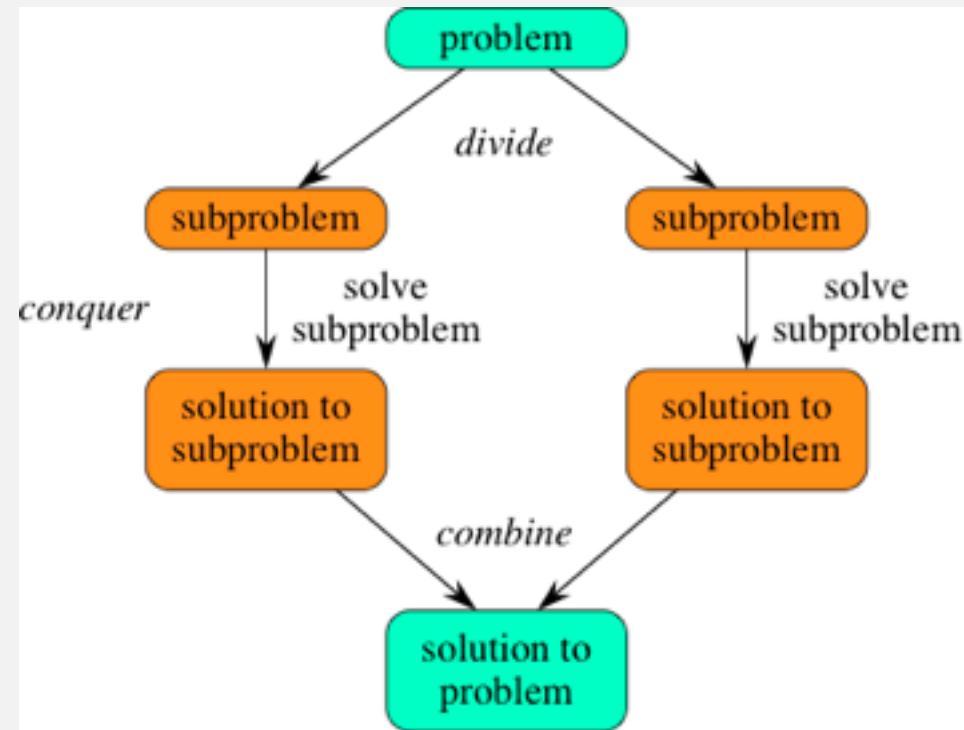 problem
divide
subproblem
subproblem
conquer
solve
subproblem
solve
subproblem
solution to
subproblem
solution to
subproblem
combine
solution to
problem